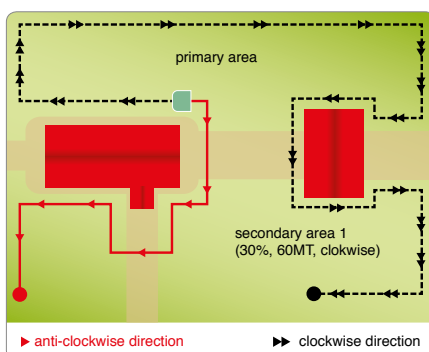 primary area
secondary area 1
(30%, 60MT, clokwise)
anti-clockwise direction
clockwise direction